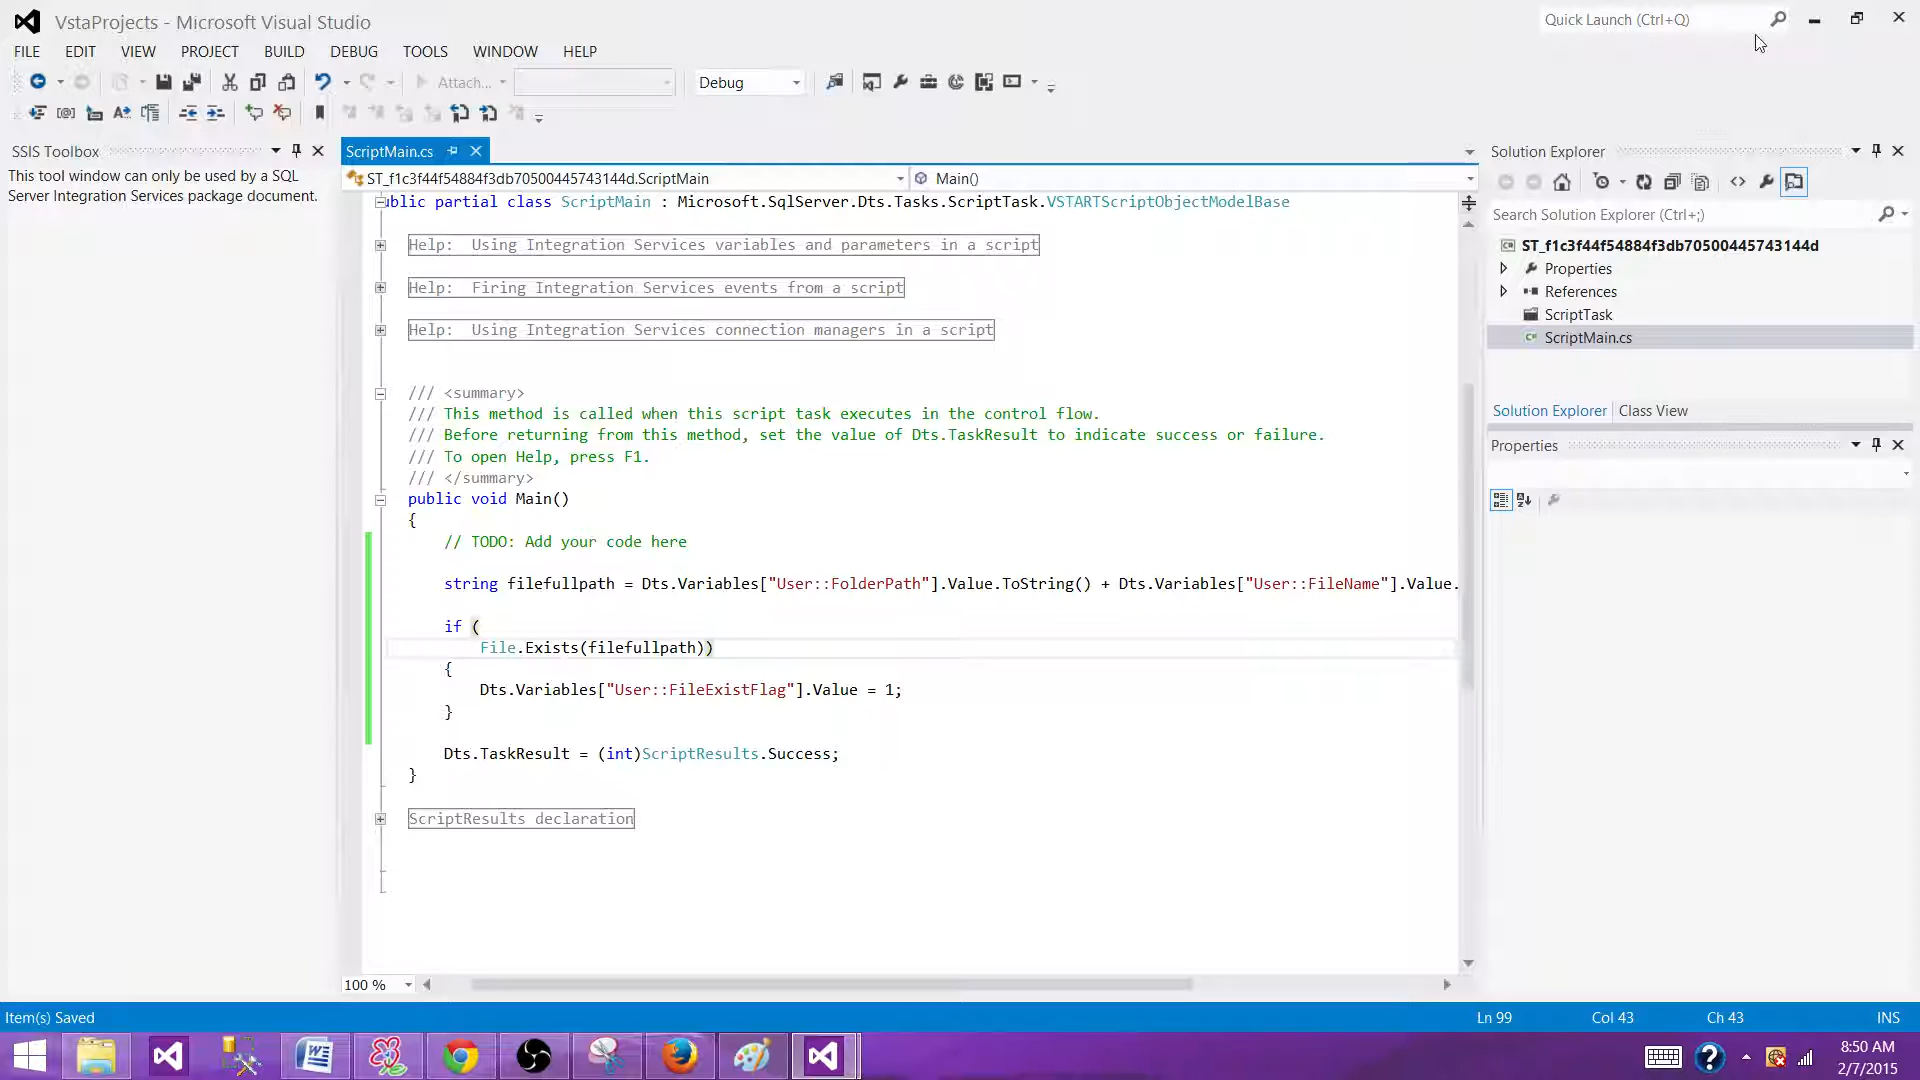 VstaProjects - Microsoft Visual Studio
Quick Launch (Ctrl+Q)
FILE EDIT VIEW PROJECT BUILD DEBUG TOOLS WINDOW HELP
Attach... Debug
SSIS Toolbox
This tool window can only be used by a SQL
Server Integration Services package document.
ScriptMain.cs
ST_f1c3f44f54884f3db70500445743144d.ScriptMain
Main()
ublic partial class ScriptMain : Microsoft.SqlServer.Dts.Tasks.ScriptTask.VSTARTScriptObjectModelBase
Help:  Using Integration Services variables and parameters in a script
Help:  Firing Integration Services events from a script
Help:  Using Integration Services connection managers in a script
/// <summary>
/// This method is called when this script task executes in the control flow.
/// Before returning from this method, set the value of Dts.TaskResult to indicate success or failure.
/// To open Help, press F1.
/// </summary>
public void Main()
{
// TODO: Add your code here
string filefullpath = Dts.Variables["User::FolderPath"].Value.ToString() + Dts.Variables["User::FileName"].Value.
if (
File.Exists(filefullpath))
{
Dts.Variables["User::FileExistFlag"].Value = 1;
}
Dts.TaskResult = (int)ScriptResults.Success;
}
ScriptResults declaration
100 %
Solution Explorer
Search Solution Explorer (Ctrl+;)
ST_f1c3f44f54884f3db70500445743144d
Properties
References
ScriptTask
ScriptMain.cs
Solution Explorer Class View
Properties
Item(s) Saved
Ln 99 Col 43 Ch 43 INS
8:50 AM
2/7/2015